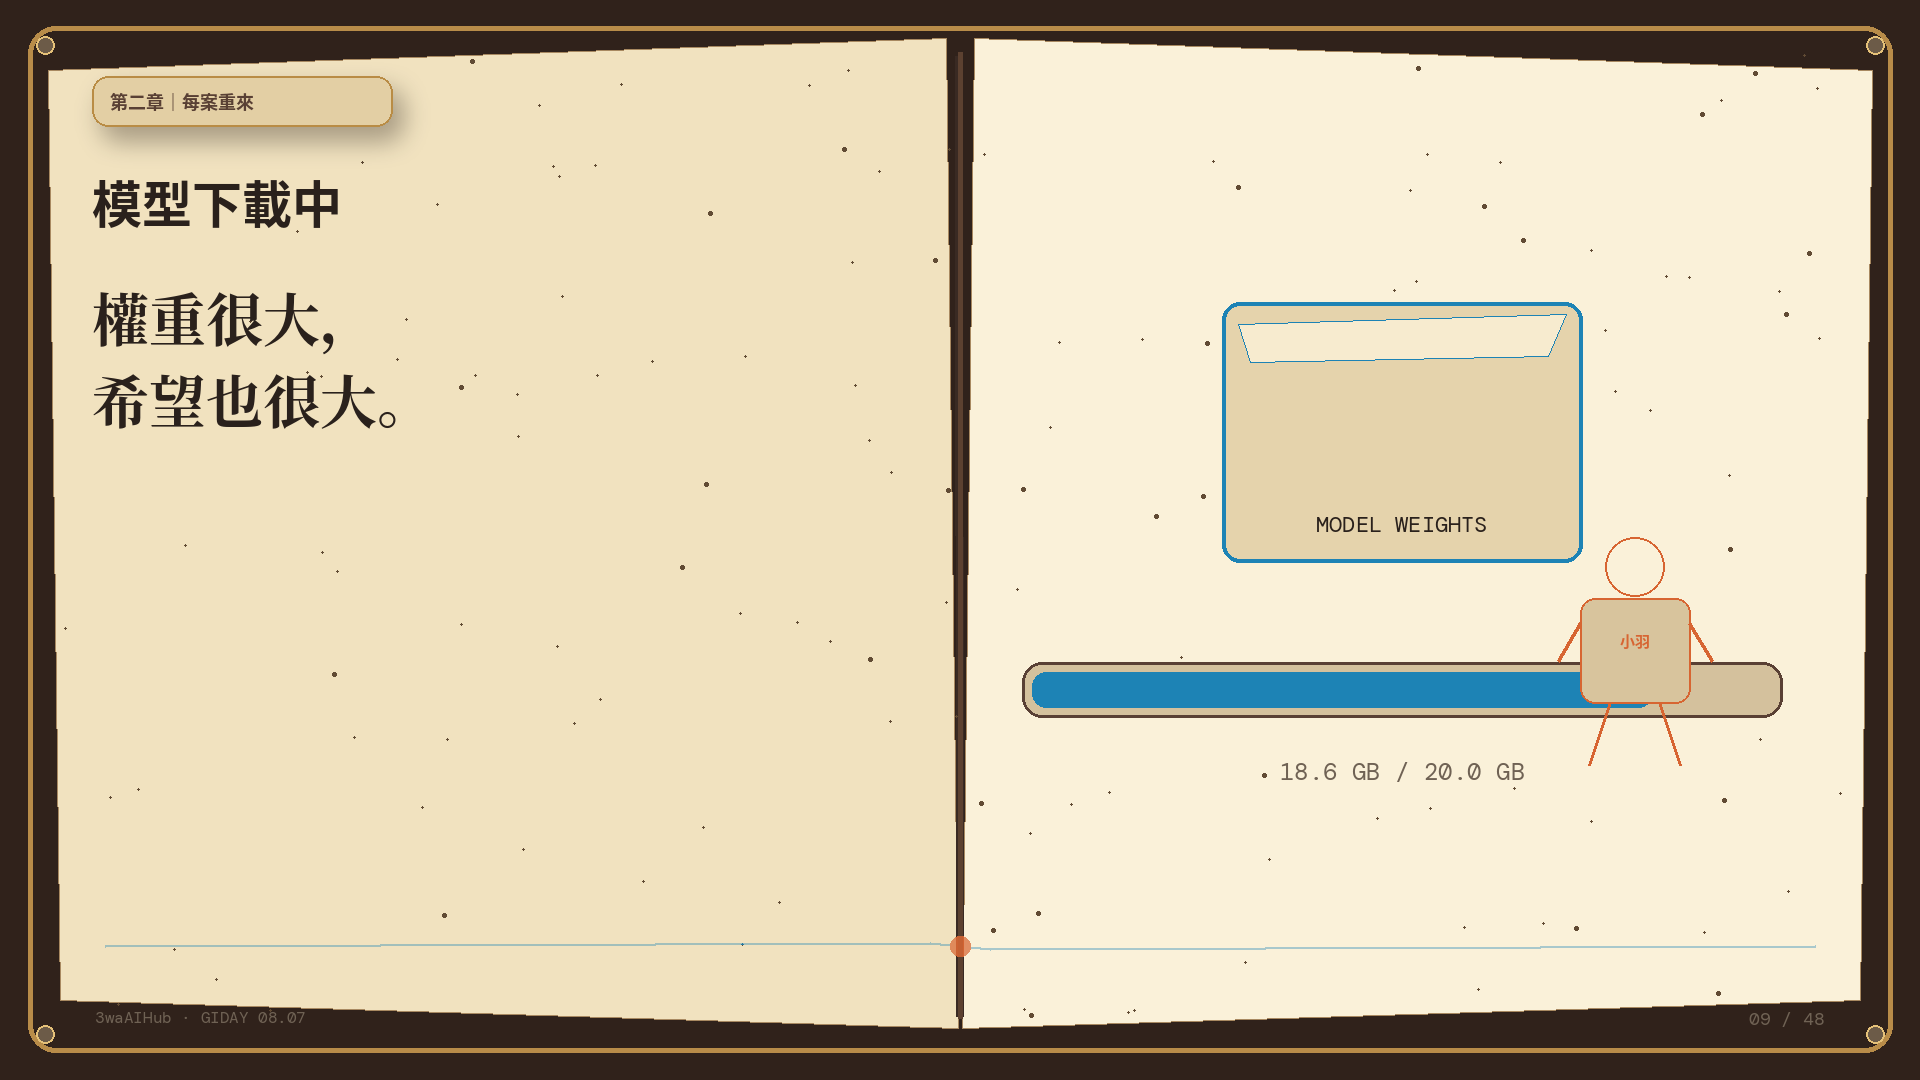 第二章｜每案重來
模型下載中
權重很大，
希望也很大。
MODEL WEIGHTS
小羽
18.6 GB / 20.0 GB
3waAIHub · GIDAY 08.07
09 / 48